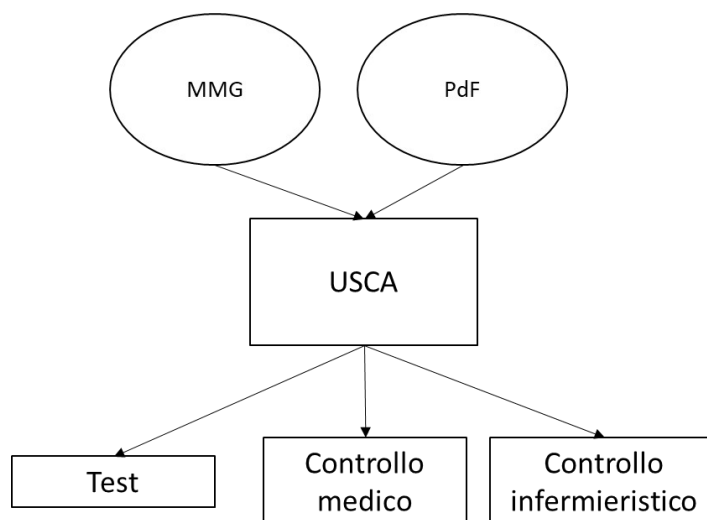 MMG
PdF
USCA
Test
Controllo
medico
Controllo
infermieristico